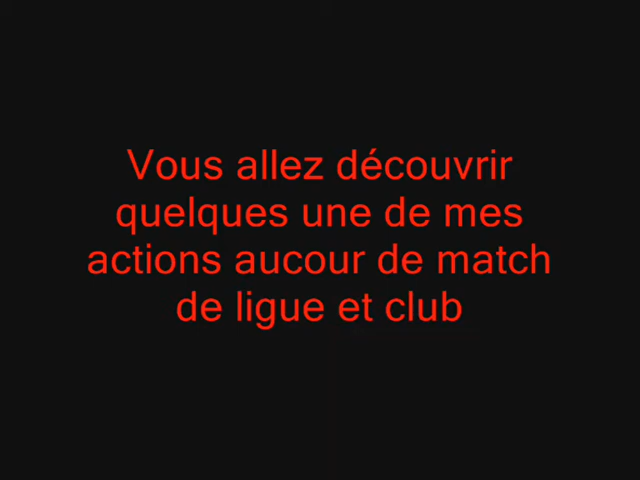 Vous allez découvrir
quelques une de mes
actions aucour de match
de ligue et club